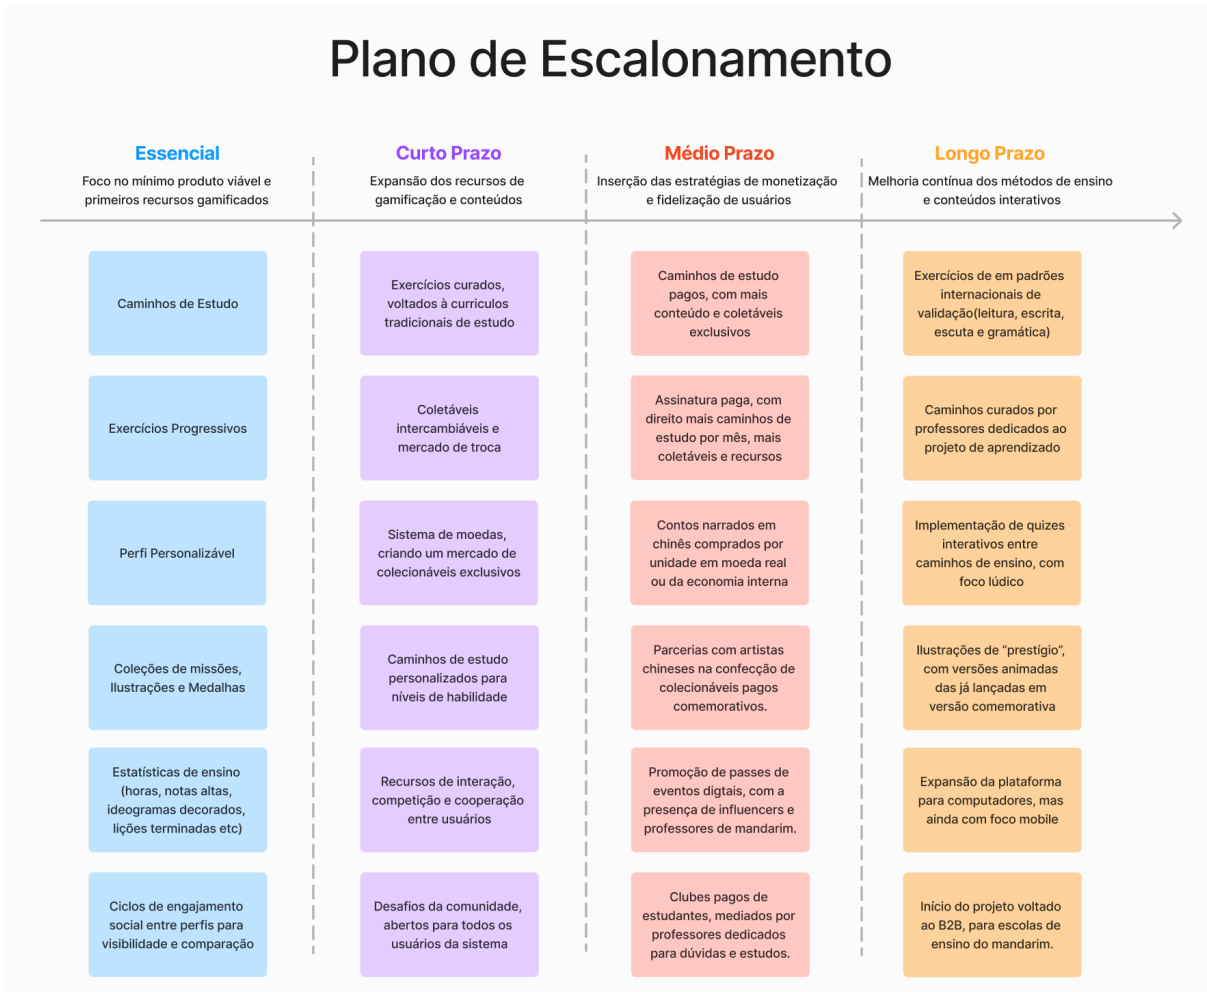 Plano de Escalonamento
Essencial
Foco no mínimo produto viável e
primeiros recursos gamificados
Curto Prazo
Expansão dos recursos de
gamificação e conteúdos
Médio Prazo
Inserção das estratégias de monetização
e fidelização de usuários
Longo Prazo
Melhoria contínua dos métodos de ensino
e conteúdos interativos
Caminhos de Estudo
Exercícios Progressivos
Perfi Personalizável
Coleções de missões,
Ilustrações e Medalhas
Estatísticas de ensino
(horas, notas altas,
ideogramas decorados,
lições terminadas etc)
Ciclos de engajamento
social entre perfis para
visibilidade e comparação
Exercícios curados,
voltados à curriculos
tradicionais de estudo
Coletáveis
intercambiáveis e
mercado de troca
Sistema de moedas,
criando um mercado de
colecionáveis exclusivos
Caminhos de estudo
personalizados para
níveis de habilidade
Recursos de interação,
competição e cooperação
entre usuários
Desafios da comunidade,
abertos para todos os
usuários da sistema
Caminhos de estudo
pagos, com mais
conteúdo e coletáveis
exclusivos
Assinatura paga, com
direito mais caminhos de
estudo por mês, mais
coletáveis e recursos
Contos narrados em
chinês comprados por
unidade em moeda real
ou da economia interna
Parcerias com artistas
chineses na confecção de
colecionáveis pagos
comemorativos.
Promoção de passes de
eventos digtais, com a
presença de influencers e
professores de mandarim.
Clubes pagos de
estudantes, mediados por
professores dedicados
para dúvidas e estudos.
Exercícios de em padrões
internacionais de
validação(leitura, escrita,
escuta e gramática)
Caminhos curados por
professores dedicados ao
projeto de aprendizado
Implementação de quizes
interativos entre
caminhos de ensino, com
foco lúdico
Ilustrações de “prestígio”,
com versões animadas
das já lançadas em
versão comemorativa
Expansão da plataforma
para computadores, mas
ainda com foco mobile
Início do projeto voltado
ao B2B, para escolas de
ensino do mandarim.